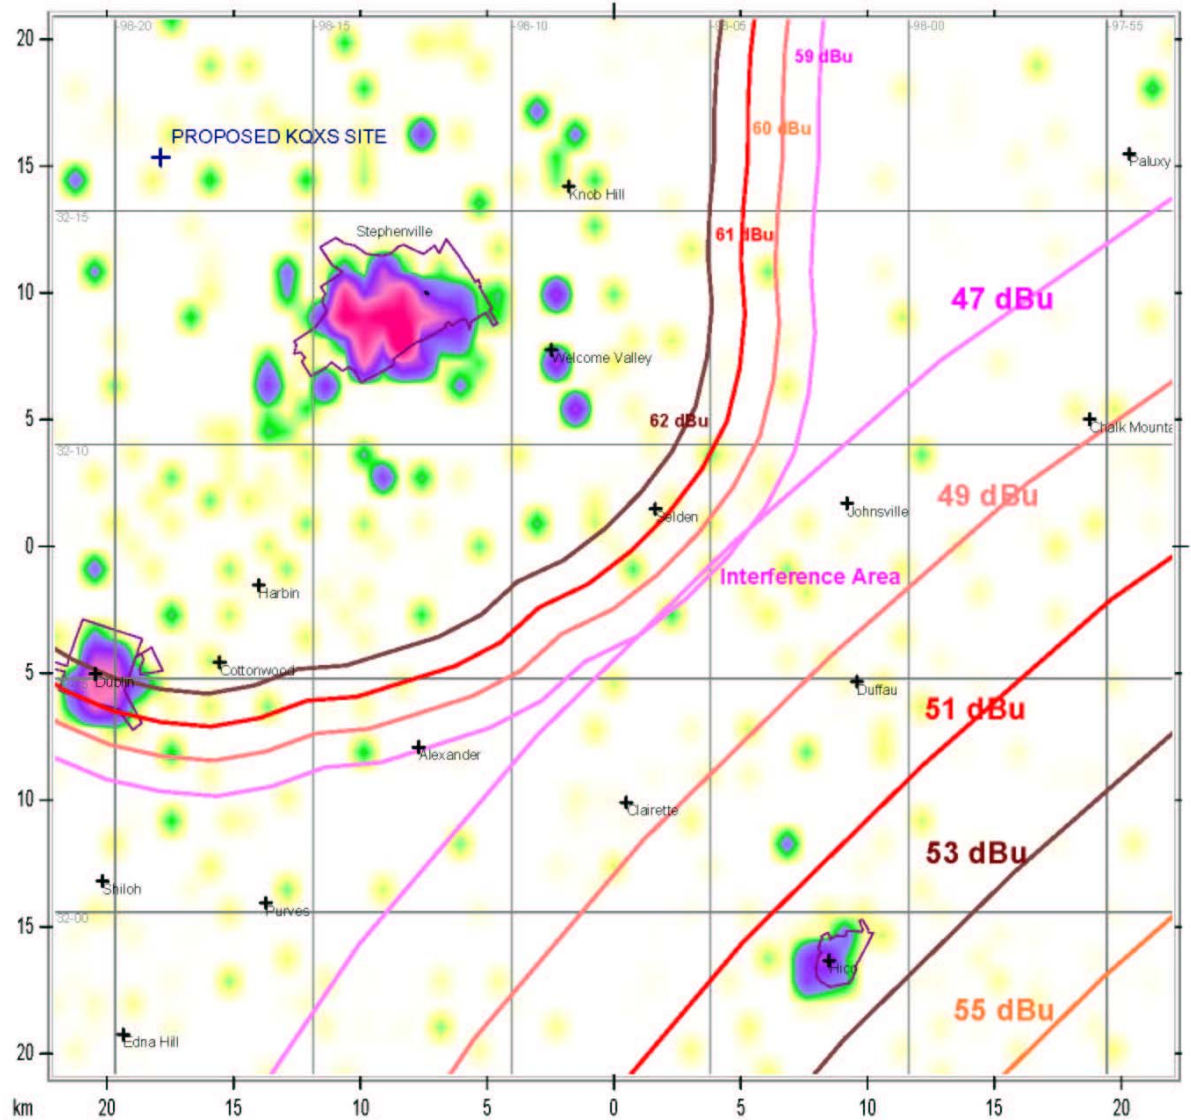 -98-20
-98-15
-98-10
-98-05
-98-00
-97-55
20
59 dBu
60 dBu
PROPOSED KQXS SITE
15
Paluxy
Knob Hill
32-15
Stephenville
61 dBu
10
47 dBu
Welcome Valley
5
62 dBu
Chalk Mounta
32-10
49 dBu
Selden
Johnsville
0
Interference Area
Harbin
Cottonwood
5
Dublin
Duffau
51 dBu
Alexander
10
Clairette
53 dBu
Shiloh
Purves
15
32-00
Hico
55 dBu
Edna Hill
20
km
20
15
10
5
0
5
10
15
20